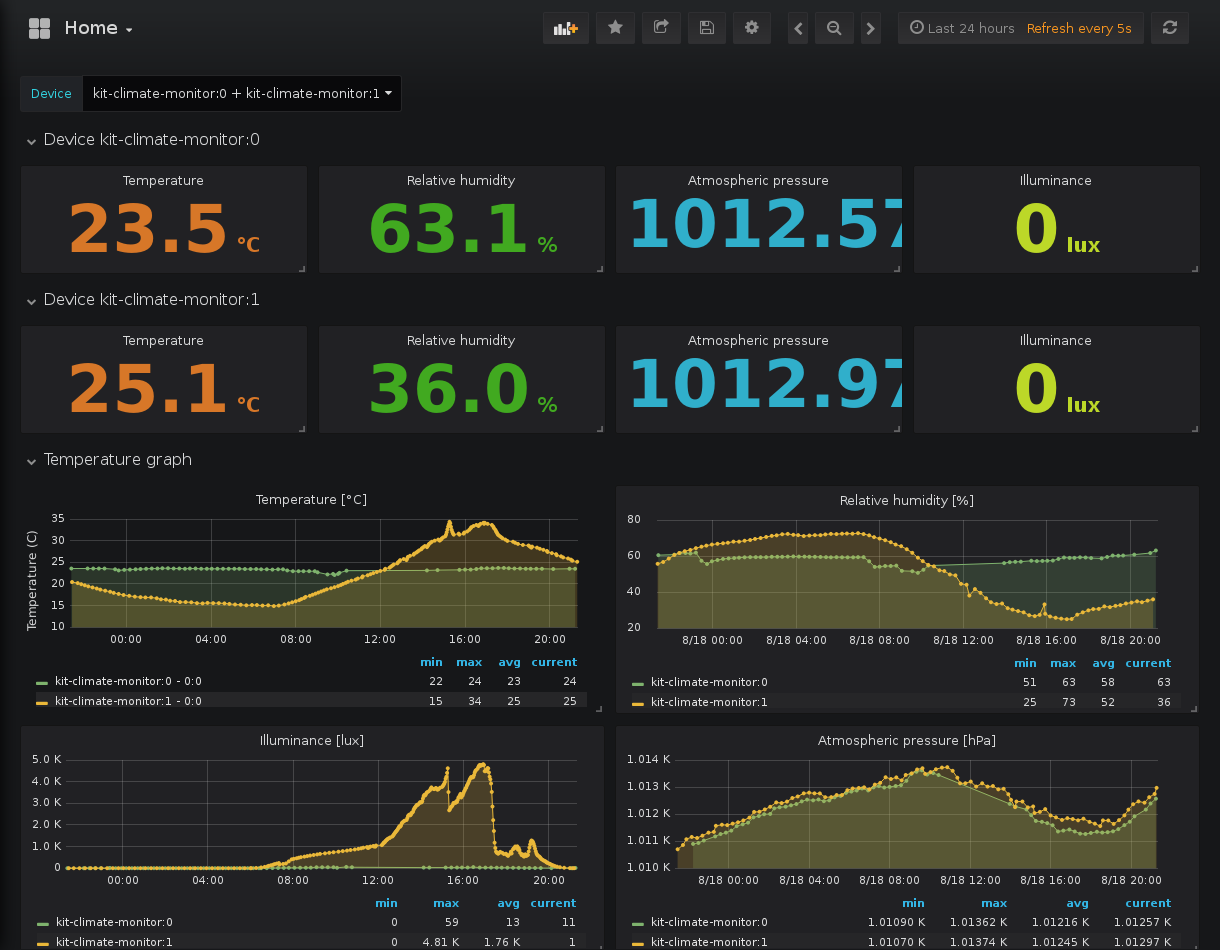 Home
Last 24 hours Refresh every 5s
Device kit-climate-monitor:0 + kit-climate-monitor:1
Device kit-climate-monitor:0
Temperature Relative humidity Atmospheric pressure Illuminance
23.5 °C 63.1 % 1012.57 0 lux
Device kit-climate-monitor:1
Temperature Relative humidity Atmospheric pressure Illuminance
25.1 °C 36.0 % 1012.97 0 lux
Temperature graph
Temperature [°C]
Temperature (C)
35
30
25
20
15
10
00:00 04:00 08:00 12:00 16:00 20:00
min max avg current
kit-climate-monitor:0 - 0:0 22 24 23 24
kit-climate-monitor:1 - 0:0 15 34 25 25
Relative humidity [%]
80
60
40
20
8/18 00:00 8/18 04:00 8/18 08:00 8/18 12:00 8/18 16:00 8/18 20:00
min max avg current
kit-climate-monitor:0 51 63 58 63
kit-climate-monitor:1 25 73 52 36
Illuminance [lux]
5.0 K
4.0 K
3.0 K
2.0 K
1.0 K
0
00:00 04:00 08:00 12:00 16:00 20:00
min max avg current
kit-climate-monitor:0 0 59 13 11
kit-climate-monitor:1 0 4.81 K 1.76 K 1
Atmospheric pressure [hPa]
1.014 K
1.013 K
1.012 K
1.011 K
1.010 K
8/18 00:00 8/18 04:00 8/18 08:00 8/18 12:00 8/18 16:00 8/18 20:00
min max avg current
kit-climate-monitor:0 1.01090 K 1.01362 K 1.01216 K 1.01257 K
kit-climate-monitor:1 1.01070 K 1.01374 K 1.01245 K 1.01297 K